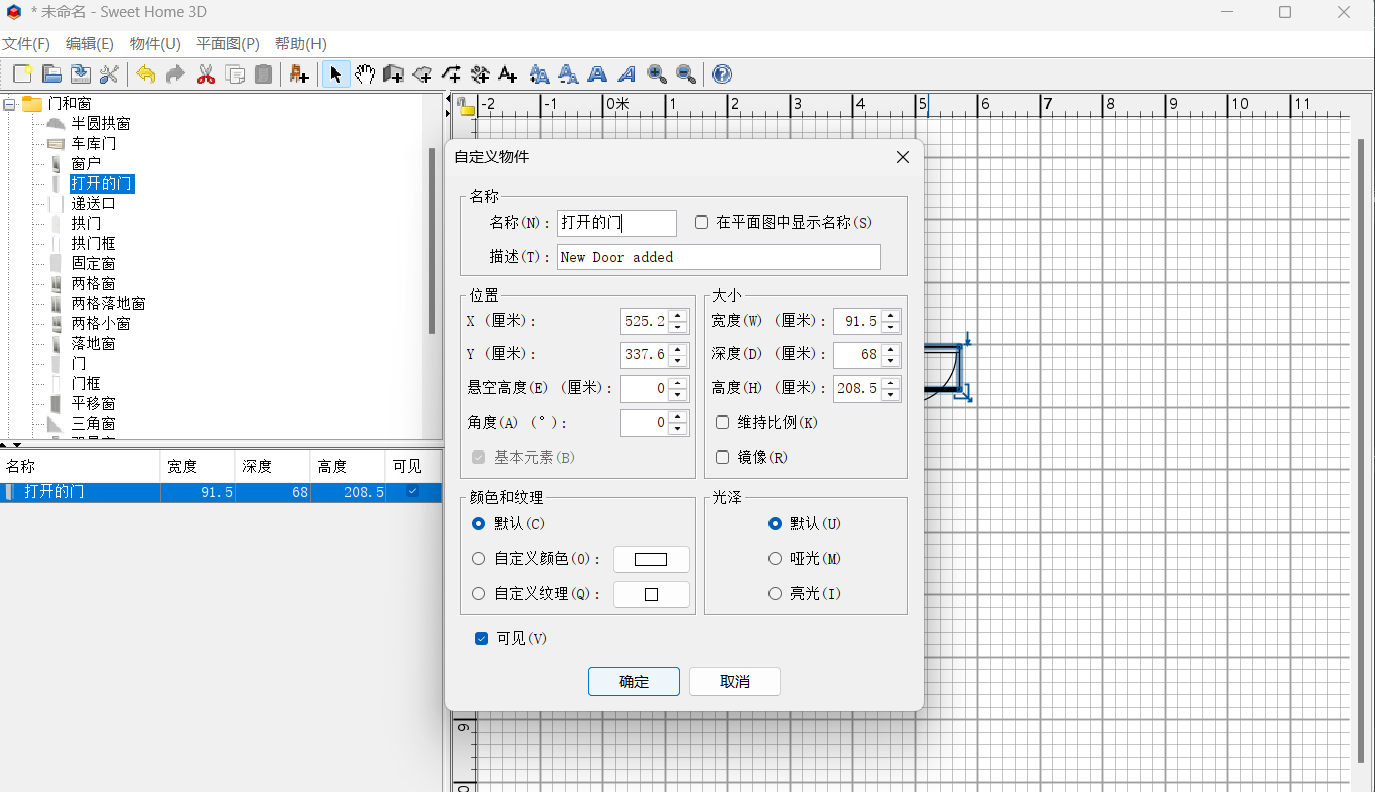 * 未命名 - Sweet Home 3D
文件(F) 编辑(E) 物件(U) 平面图(P) 帮助(H)
门和窗
半圆拱窗
车库门
窗户
打开的门
递送口
拱门
拱门框
固定窗
两格窗
两格落地窗
两格小窗
落地窗
门
门框
平移窗
三角窗
名称 宽度 深度 高度 可见
打开的门 91.5 68 208.5
-2 -1 0米 1 2 3 4 5 6 7 8 9 10 11
自定义物件
名称
名称(N): 打开的门 在平面图中显示名称(S)
描述(T): New Door added
位置
X (厘米): 525.2
Y (厘米): 337.6
悬空高度(E) (厘米): 0
角度(A) (°): 0
基本元素(B)
大小
宽度(W) (厘米): 91.5
深度(D) (厘米): 68
高度(H) (厘米): 208.5
维持比例(K)
镜像(R)
颜色和纹理
默认(C)
自定义颜色(O):
自定义纹理(Q):
光泽
默认(U)
哑光(M)
亮光(I)
可见(V)
确定 取消
9